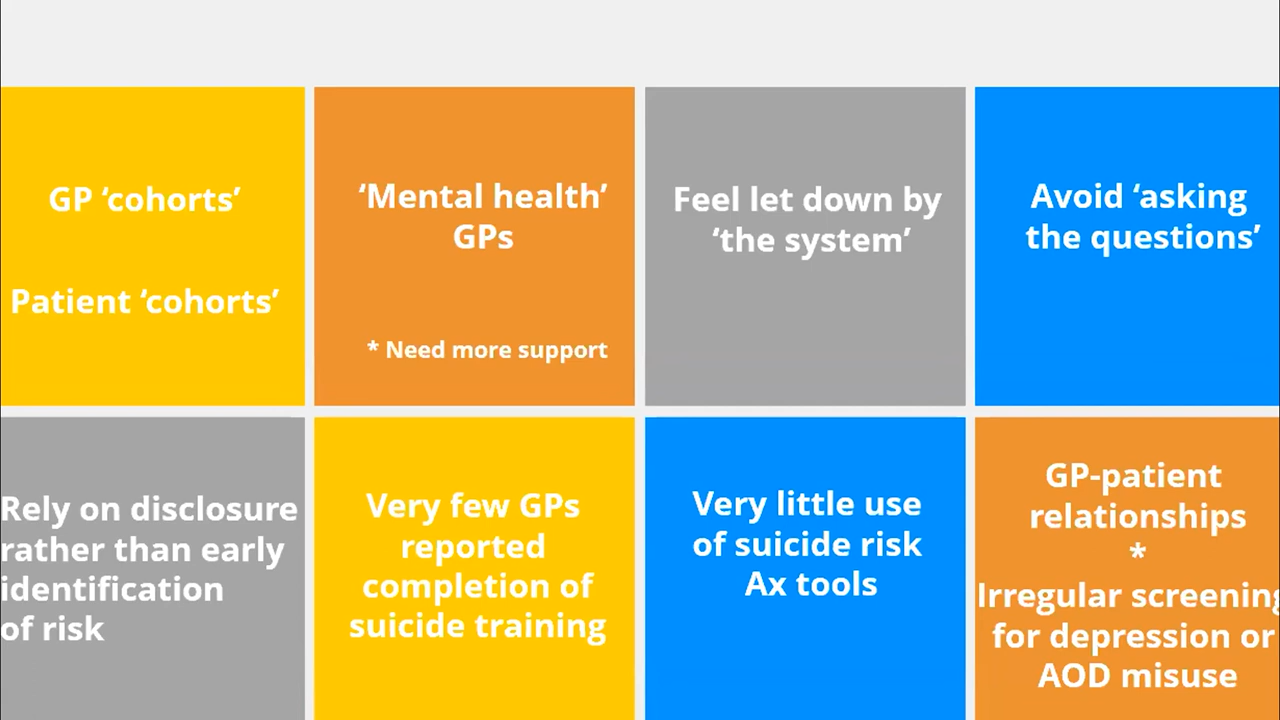 GP ‘cohorts’
Patient ‘cohorts’
‘Mental health’
GPs
* Need more support
Feel let down by
‘the system’
Avoid ‘asking
the questions’
Rely on disclosure
rather than early
identification
of risk
Very few GPs
reported
completion of
suicide training
Very little use
of suicide risk
Ax tools
GP-patient
relationships
*
Irregular screening
for depression or
AOD misuse